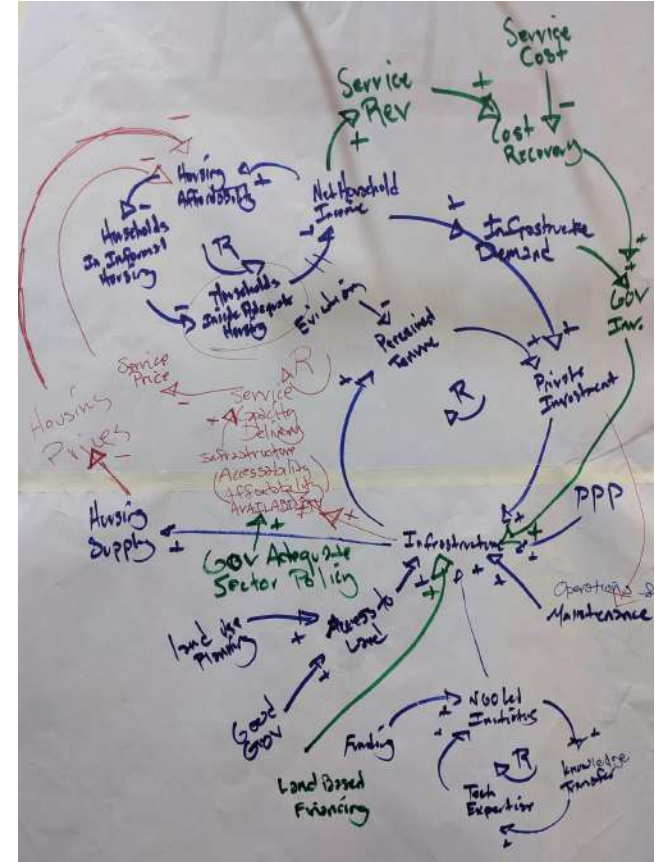 Service
Cost
Service
Rev
+
+
-
Cost
Recovery
-
-
-
Housing
Affordability
+
Net Household
Income
+
Infrastructure
Demand
+
+
GOV
Inv.
Households
In Informal
Housing
R
-
Households
Inside Adequate
Housing
Eviction
-
Perceived
Tenure
+
+
Private
Investment
R
Service
Price
-
R
Service
Capacity
Delivery
Infrastructure
(Accessability
Affortability
AVAILABILITY)
+
+
Housing
Prices
-
Housing
Supply
+
GOV Adequate
Sector Policy
+
Infrastructure
+
+
PPP
+
Operations &
Maintenance
Land use
Planning
+
Access to
Land
+
+
Good
Gov
Land Based
Financing
Funding
+
NGO led
+
Knowledge
Transfer
R
Tech
Expertise
+